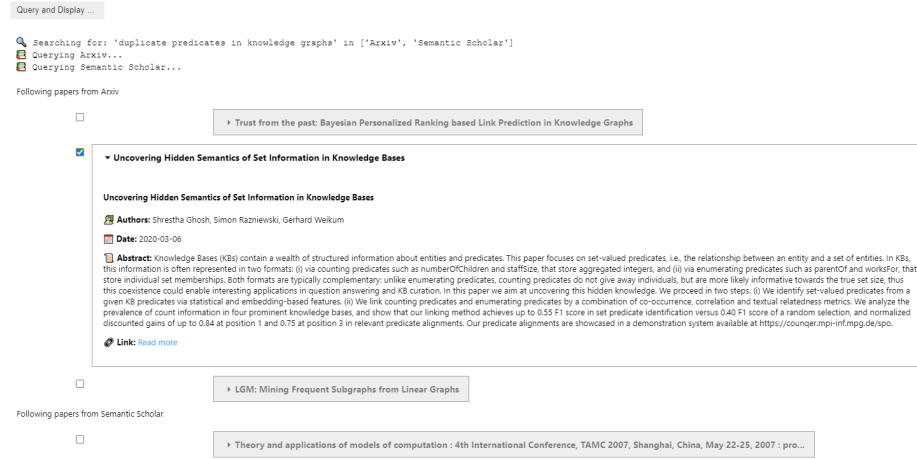 Query and Display ...
Searching for: 'duplicate predicates in knowledge graphs' in ['Arxiv', 'Semantic Scholar']
Querying Arxiv...
Querying Semantic Scholar...
Following papers from Arxiv
Trust from the past: Bayesian Personalized Ranking based Link Prediction in Knowledge Graphs
Uncovering Hidden Semantics of Set Information in Knowledge Bases
Uncovering Hidden Semantics of Set Information in Knowledge Bases
Authors: Shrestha Ghosh, Simon Razniewski, Gerhard Weikum
Date: 2020-03-06
Abstract: Knowledge Bases (KBs) contain a wealth of structured information about entities and predicates. This paper focuses on set-valued predicates, i.e., the relationship between an entity and a set of entities. In KBs,
this information is often represented in two formats: (i) via counting predicates such as numberOfChildren and staffSize, that store aggregated integers, and (ii) via enumerating predicates such as parentOf and worksFor, that
store individual set memberships. Both formats are typically complementary: unlike enumerating predicates, counting predicates do not give away individuals, but are more likely informative towards the true set size, thus
this coexistence could enable interesting applications in question answering and KB curation. In this paper we aim at uncovering this hidden knowledge. We proceed in two steps. (i) We identify set-valued predicates from a
given KB predicates via statistical and embedding-based features. (ii) We link counting predicates and enumerating predicates by a combination of co-occurrence, correlation and textual relatedness metrics. We analyze the
prevalence of count information in four prominent knowledge bases, and show that our linking method achieves up to 0.55 F1 score in set predicate identification versus 0.40 F1 score of a random selection, and normalized
discounted gains of up to 0.84 at position 1 and 0.75 at position 3 in relevant predicate alignments. Our predicate alignments are showcased in a demonstration system available at https://counqer.mpi-inf.mpg.de/spo.
Link: Read more
LGM: Mining Frequent Subgraphs from Linear Graphs
Following papers from Semantic Scholar
Theory and applications of models of computation : 4th International Conference, TAMC 2007, Shanghai, China, May 22-25, 2007 : pro...